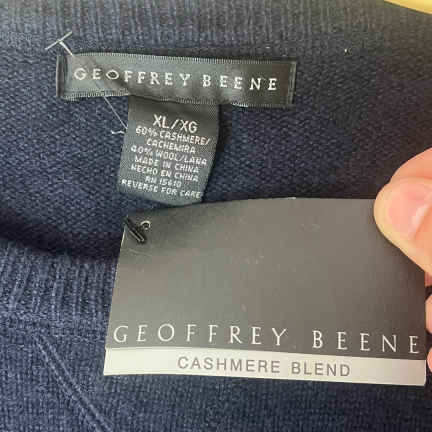 GEOFFREY BEENE
XL/XG
60% CASHMERE/
CACHEMIRA
40% WOOL/LANA
MADE IN CHINA
HECHO EN CHINA
RN 15610
REVERSE FOR CARE
GEOFFREY BEENE
CASHMERE BLEND